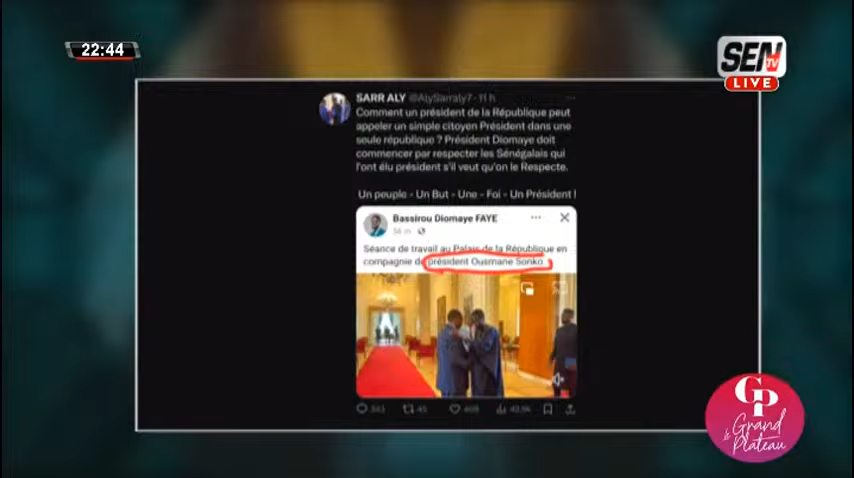 22:44
SEN
TV
LIVE
SARR ALY @AlySarraly7 · 11 h
Comment un président de la République peut
appeler un simple citoyen Président dans une
seule république ? Président Diomaye doit
commencer par respecter les Sénégalais qui
l'ont élu président s'il veut qu'on le Respecte.
Un peuple - Un But - Une - Foi - Un Président !
Bassirou Diomaye FAYE
Séance de travail au Palais de la République en
compagnie du président Ousmane Sonko
45
GP
le Grand
Plateau